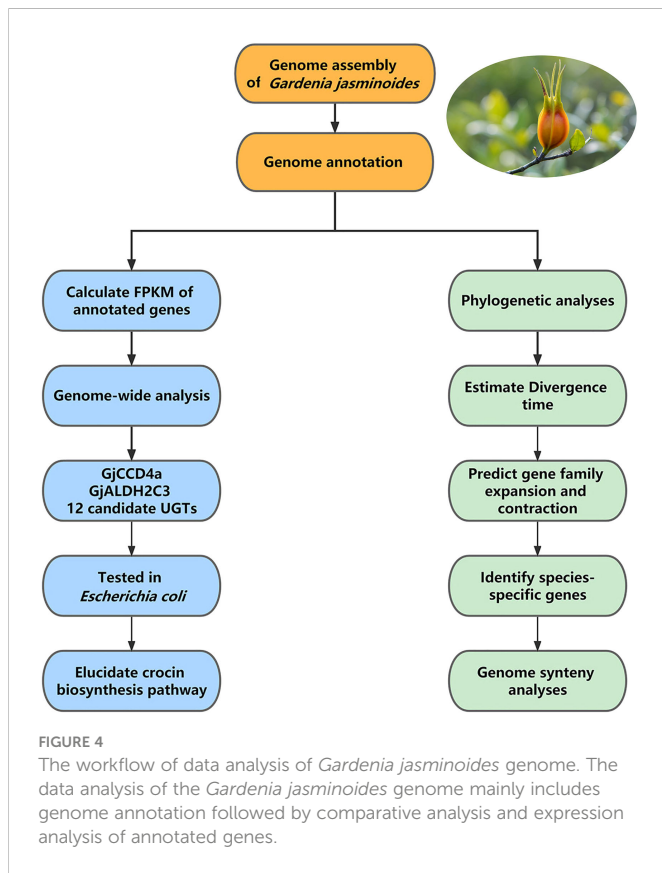 Genome assembly
of Gardenia jasminoides
Genome annotation
Calculate FPKM of
annotated genes
Genome-wide analysis
GjCCD4a
GjALDH2C3
12 candidate UGTs
Tested in
Escherichia coli
Elucidate crocin
biosynthesis pathway
Phylogenetic analyses
Estimate Divergence
time
Predict gene family
expansion and
contraction
Identify species-
specific genes
Genome synteny
analyses
FIGURE 4
The workflow of data analysis of Gardenia jasminoides genome. The
data analysis of the Gardenia jasminoides genome mainly includes
genome annotation followed by comparative analysis and expression
analysis of annotated genes.